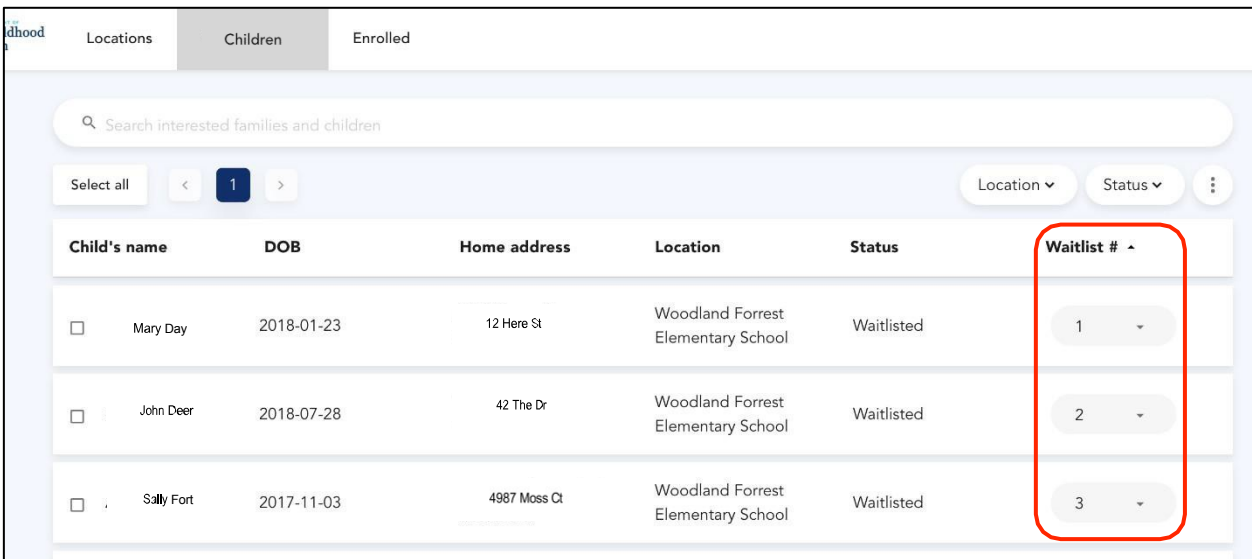 Locations Children Enrolled
Search interested families and children
Select all < 1 > Location Status
Child's name DOB Home address Location Status Waitlist #
Mary Day 2018-01-23 12 Here St Woodland Forrest Waitlisted 1
Elementary School
John Deer 2018-07-28 42 The Dr Woodland Forrest Waitlisted 2
Elementary School
Sally Fort 2017-11-03 4987 Moss Ct Woodland Forrest Waitlisted 3
Elementary School